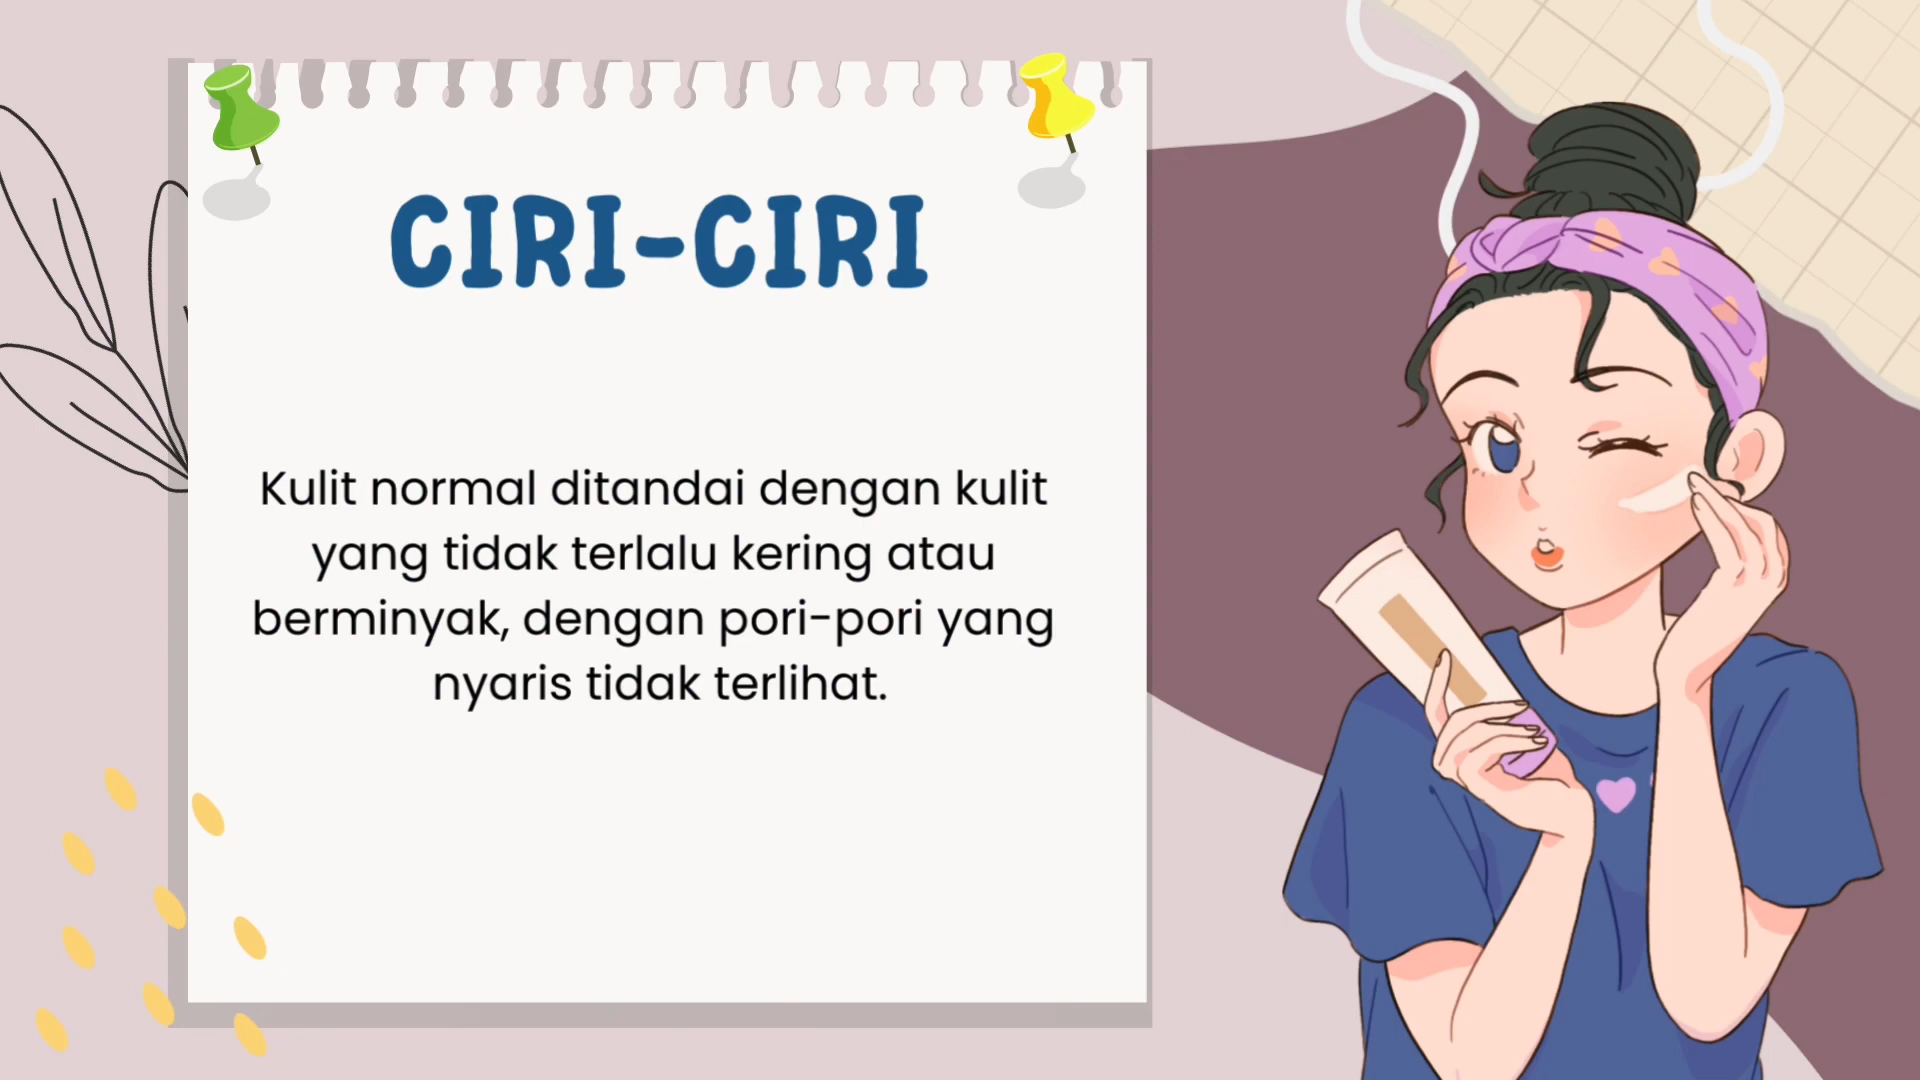 CIRI-CIRI
Kulit normal ditandai dengan kulit
yang tidak terlalu kering atau
berminyak, dengan pori-pori yang
nyaris tidak terlihat.